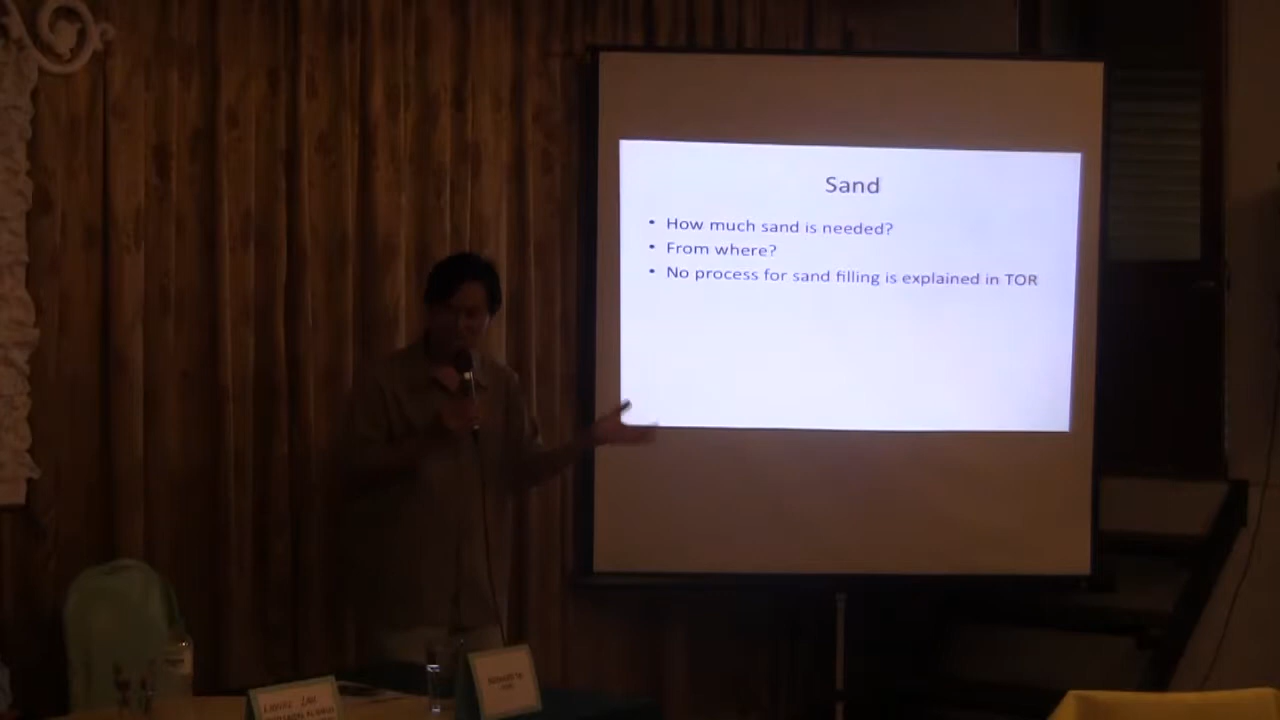 Sand
• How much sand is needed?
• From where?
• No process for sand filling is explained in TOR